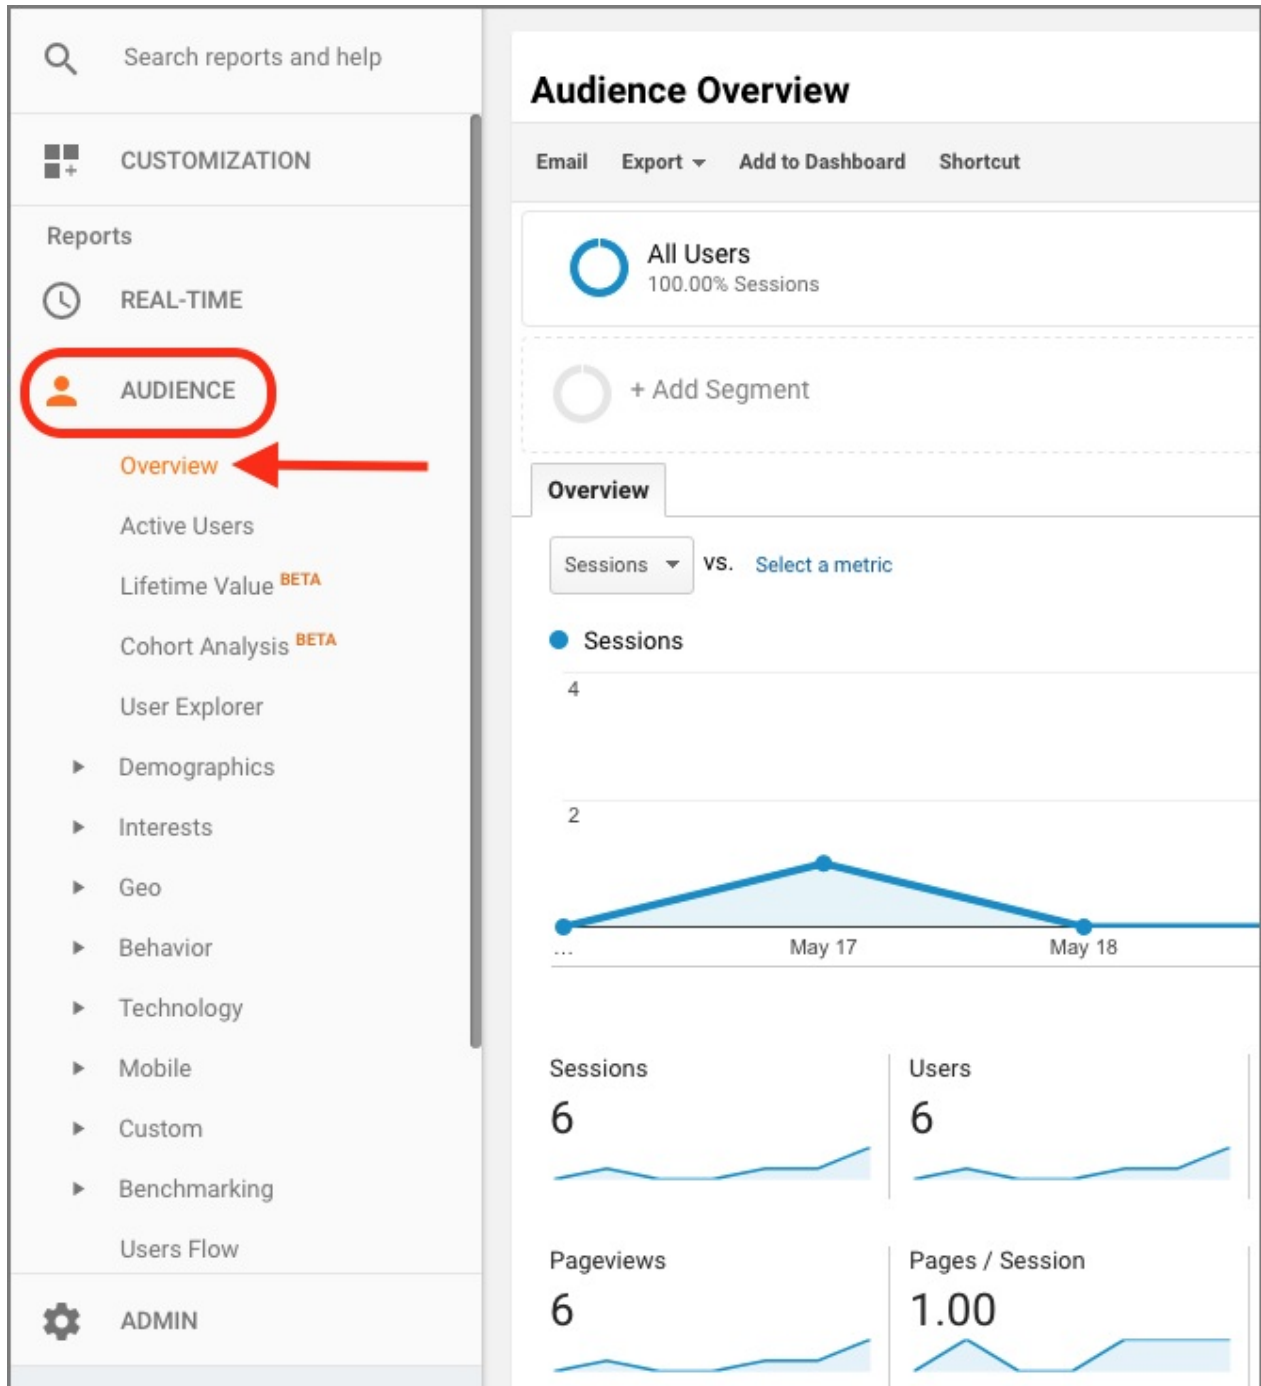 Search reports and help
CUSTOMIZATION
Reports
REAL-TIME
AUDIENCE
Overview
Active Users
Lifetime Value BETA
Cohort Analysis BETA
User Explorer
Demographics
Interests
Geo
Behavior
Technology
Mobile
Custom
Benchmarking
Users Flow
ADMIN
Audience Overview
Email Export Add to Dashboard Shortcut
All Users
100.00% Sessions
+ Add Segment
Overview
Sessions VS. Select a metric
Sessions
4
2
... May 17 May 18
Sessions Users
6 6
Pageviews Pages / Session
6 1.00